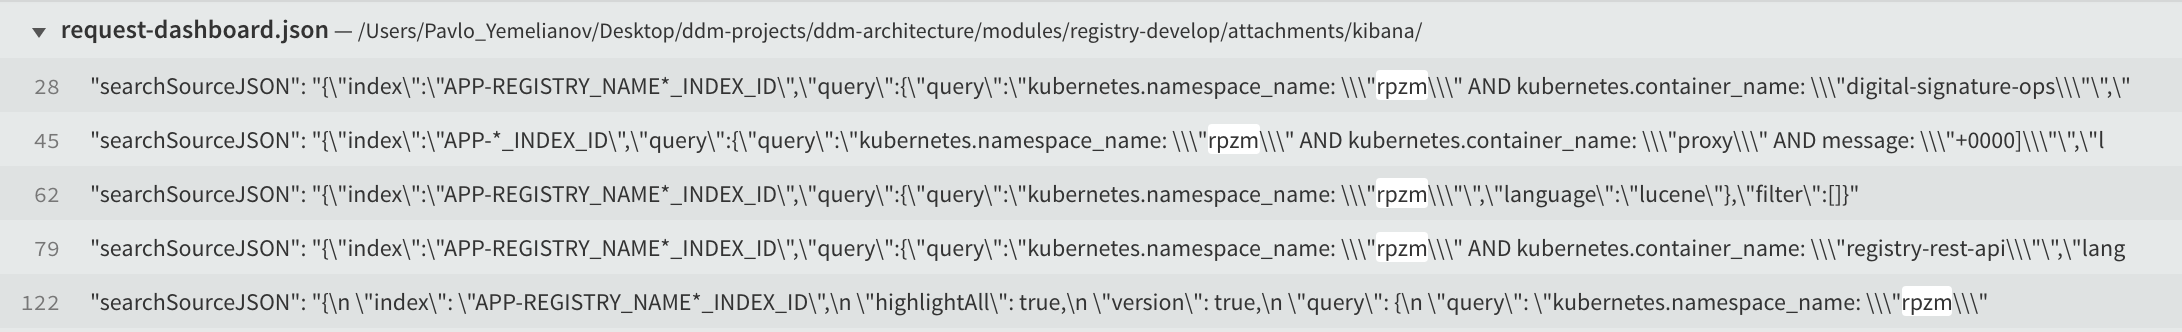 request-dashboard.json — /Users/Pavlo_Yemelianov/Desktop/ddm-projects/ddm-architecture/modules/registry-develop/attachments/kibana/
28 "searchSourceJSON": "{\"index\":\"APP-REGISTRY_NAME*_INDEX_ID\",\"query\":{\"query\":\"kubernetes.namespace_name: \\\"rpzm\\\" AND kubernetes.container_name: \\\"digital-signature-ops\\\"\",\"
45 "searchSourceJSON": "{\"index\":\"APP-*_INDEX_ID\",\"query\":{\"query\":\"kubernetes.namespace_name: \\\"rpzm\\\" AND kubernetes.container_name: \\\"proxy\\\" AND message: \\\"+0000]\\\"\",\"l
62 "searchSourceJSON": "{\"index\":\"APP-REGISTRY_NAME*_INDEX_ID\",\"query\":{\"query\":\"kubernetes.namespace_name: \\\"rpzm\\\"\",\"language\":\"lucene\"},\"filter\":[]}"
79 "searchSourceJSON": "{\"index\":\"APP-REGISTRY_NAME*_INDEX_ID\",\"query\":{\"query\":\"kubernetes.namespace_name: \\\"rpzm\\\" AND kubernetes.container_name: \\\"registry-rest-api\\\"\",\"lang
122 "searchSourceJSON": "{\n \"index\": \"APP-REGISTRY_NAME*_INDEX_ID\",\n \"highlightAll\": true,\n \"version\": true,\n \"query\": {\n \"query\": \"kubernetes.namespace_name: \\\"rpzm\\\"